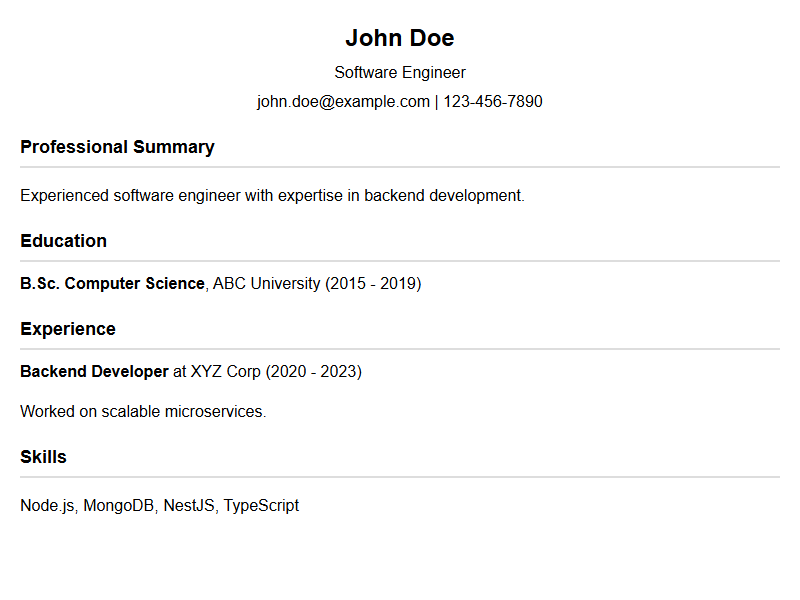 John Doe
Software Engineer
john.doe@example.com | 123-456-7890
Professional Summary
Experienced software engineer with expertise in backend development.
Education
B.Sc. Computer Science, ABC University (2015 - 2019)
Experience
Backend Developer at XYZ Corp (2020 - 2023)
Worked on scalable microservices.
Skills
Node.js, MongoDB, NestJS, TypeScript